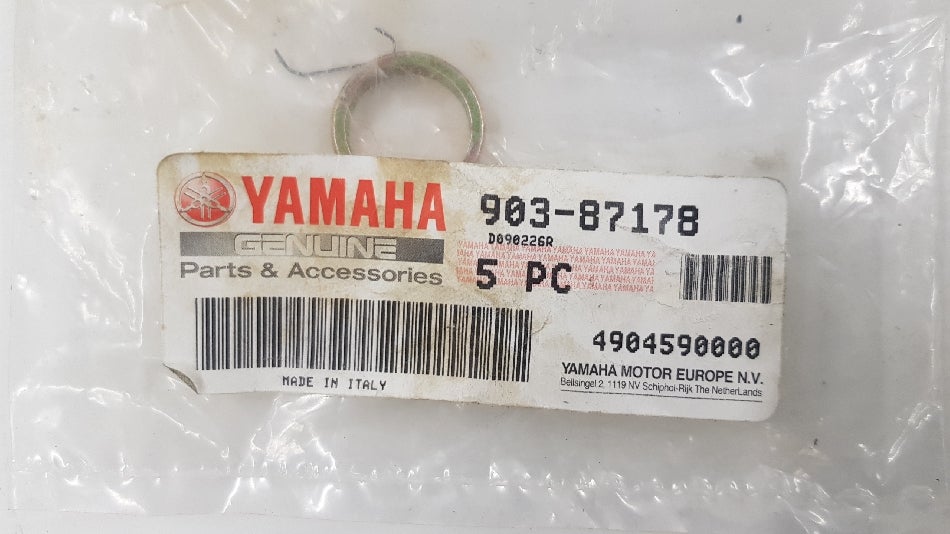 YAMAHA
GENUINE
Parts & Accessories
903-87178
D090226R
5 PC
4904590000
YAMAHA MOTOR EUROPE N.V.
Beilsingel 2, 1119 NV Schiphol-Rijk The NetherLands
MADE IN ITALY